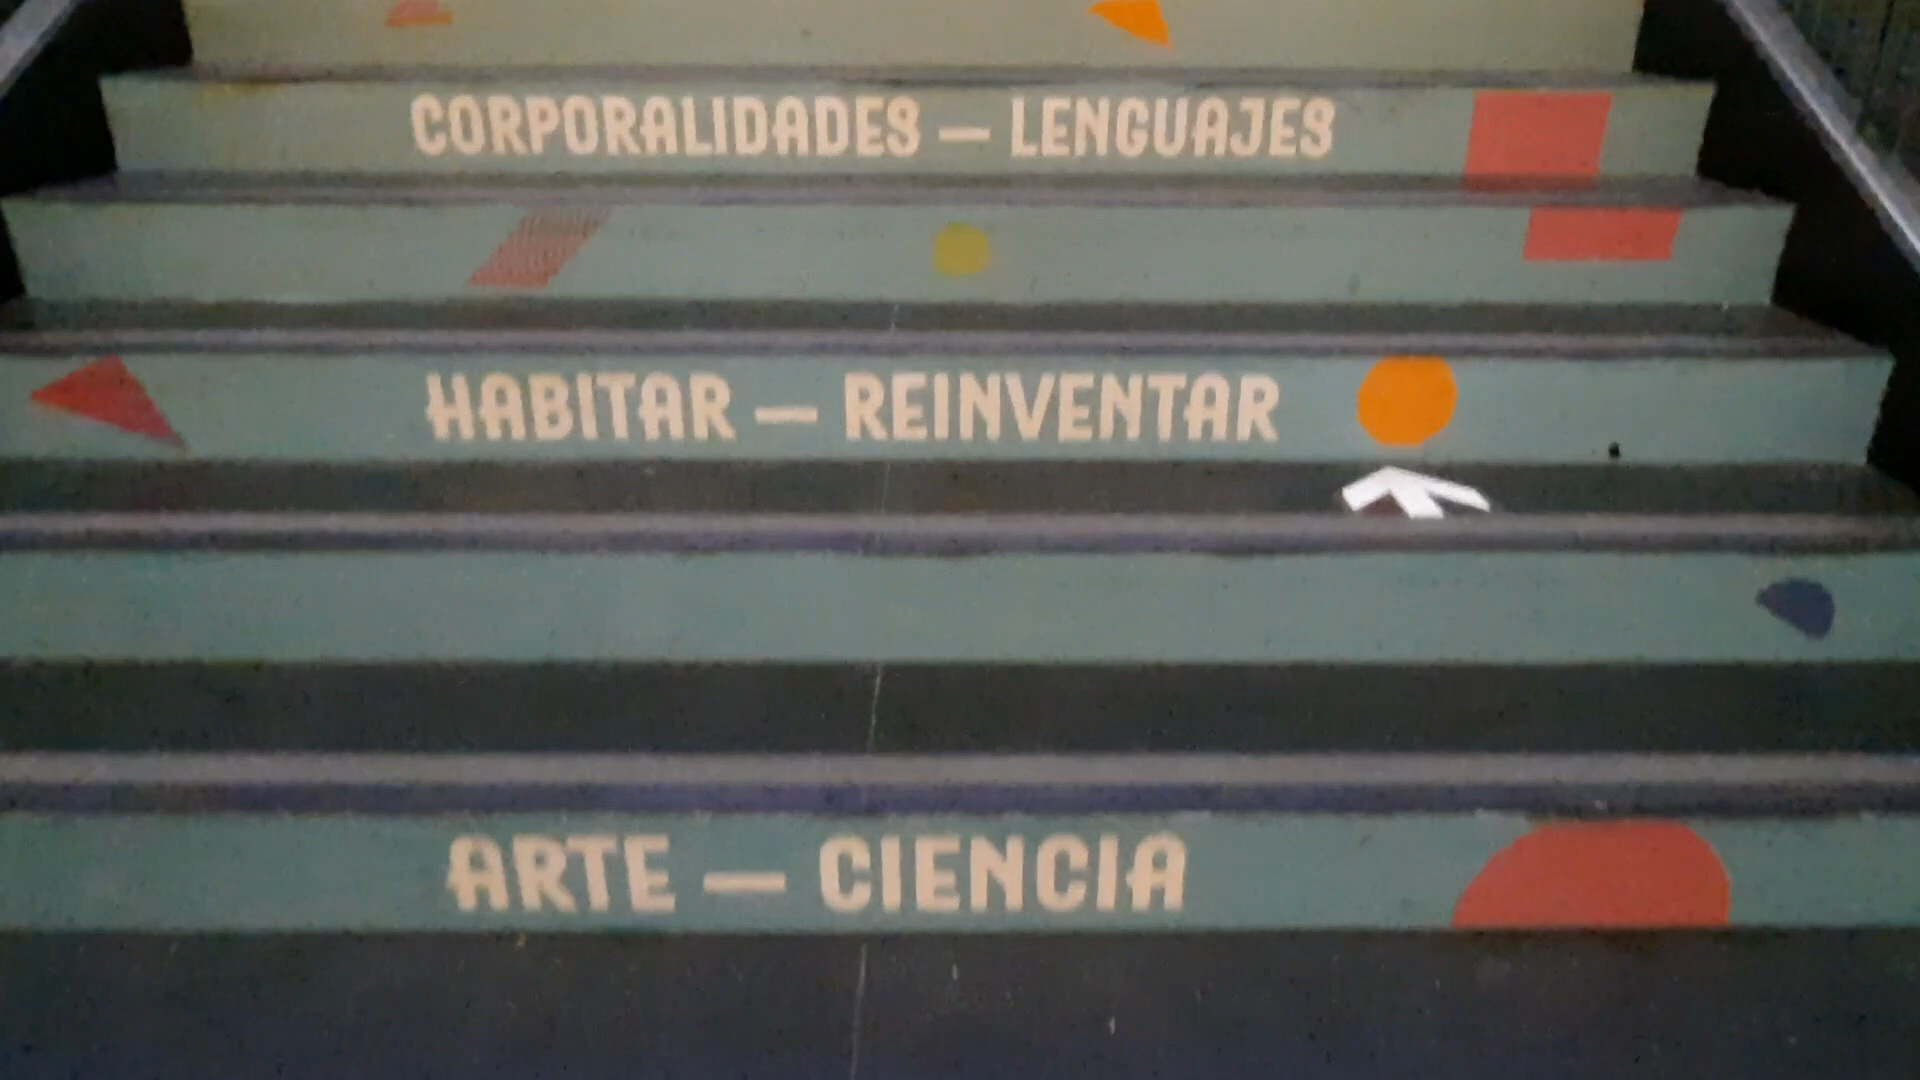 CORPORALIDADES — LENGUAJES
HABITAR — REINVENTAR
ARTE — CIENCIA